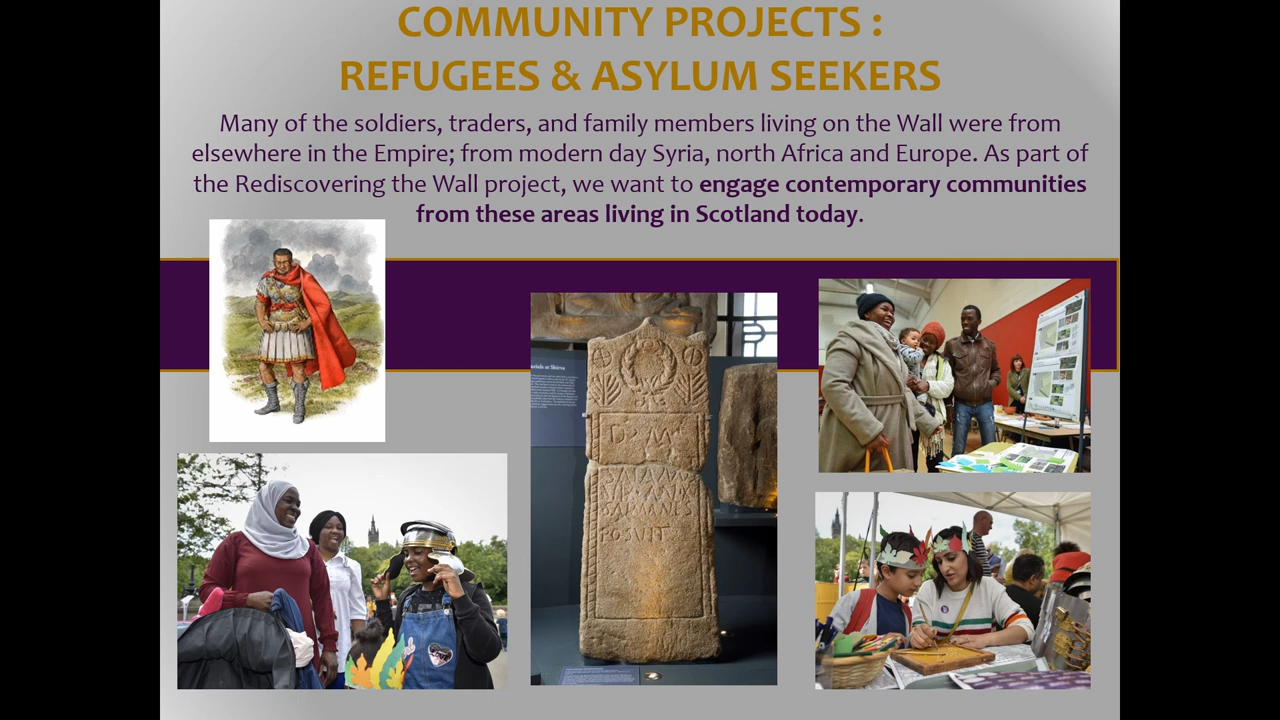 COMMUNITY PROJECTS :
REFUGEES & ASYLUM SEEKERS
Many of the soldiers, traders, and family members living on the Wall were from
elsewhere in the Empire; from modern day Syria, north Africa and Europe. As part of
the Rediscovering the Wall project, we want to engage contemporary communities
from these areas living in Scotland today.
D M
SALMANES
POSVIT